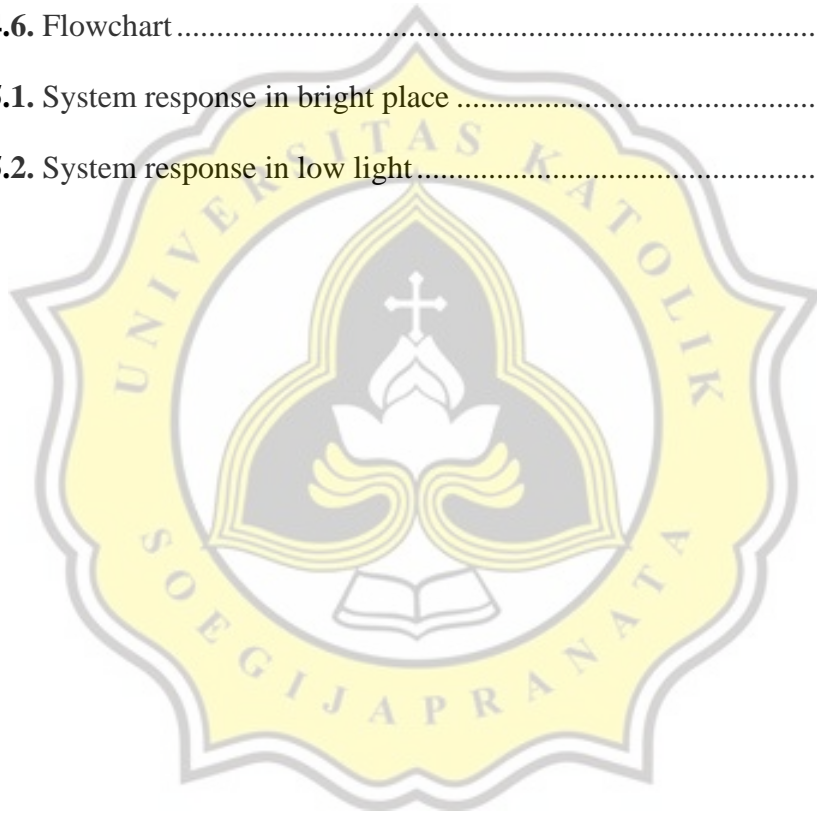 .6. Flowchart ................................................................................
.1. System response in bright place .............................................
.2. System response in low light ..................................................
UNIVERSITAS KATOLIK
SOEGIJAPRANATA